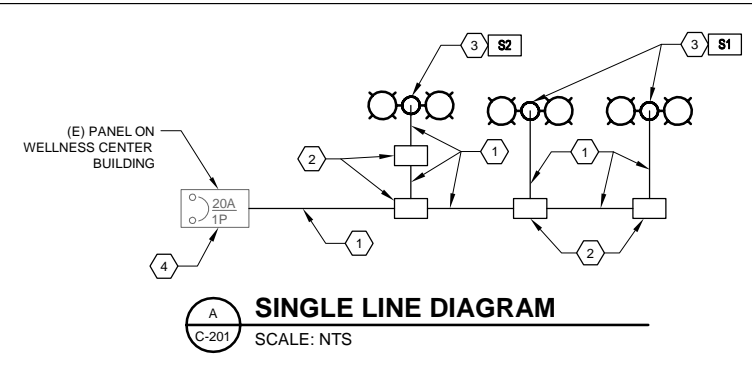 3 S2
3 S1
(E) PANEL ON
WELLNESS CENTER
BUILDING
2
1
1
20A
1P
1
2
4
A
C-201
SINGLE LINE DIAGRAM
SCALE: NTS